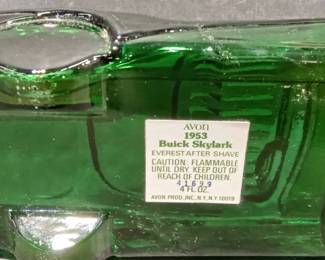 AVON
1953
Buick Skylark
EVEREST AFTER SHAVE
CAUTION: FLAMMABLE
UNTIL DRY. KEEP OUT OF
REACH OF CHILDREN.
41699
4 FL. OZ.
AVON PROD., INC., N.Y., N.Y. 10019